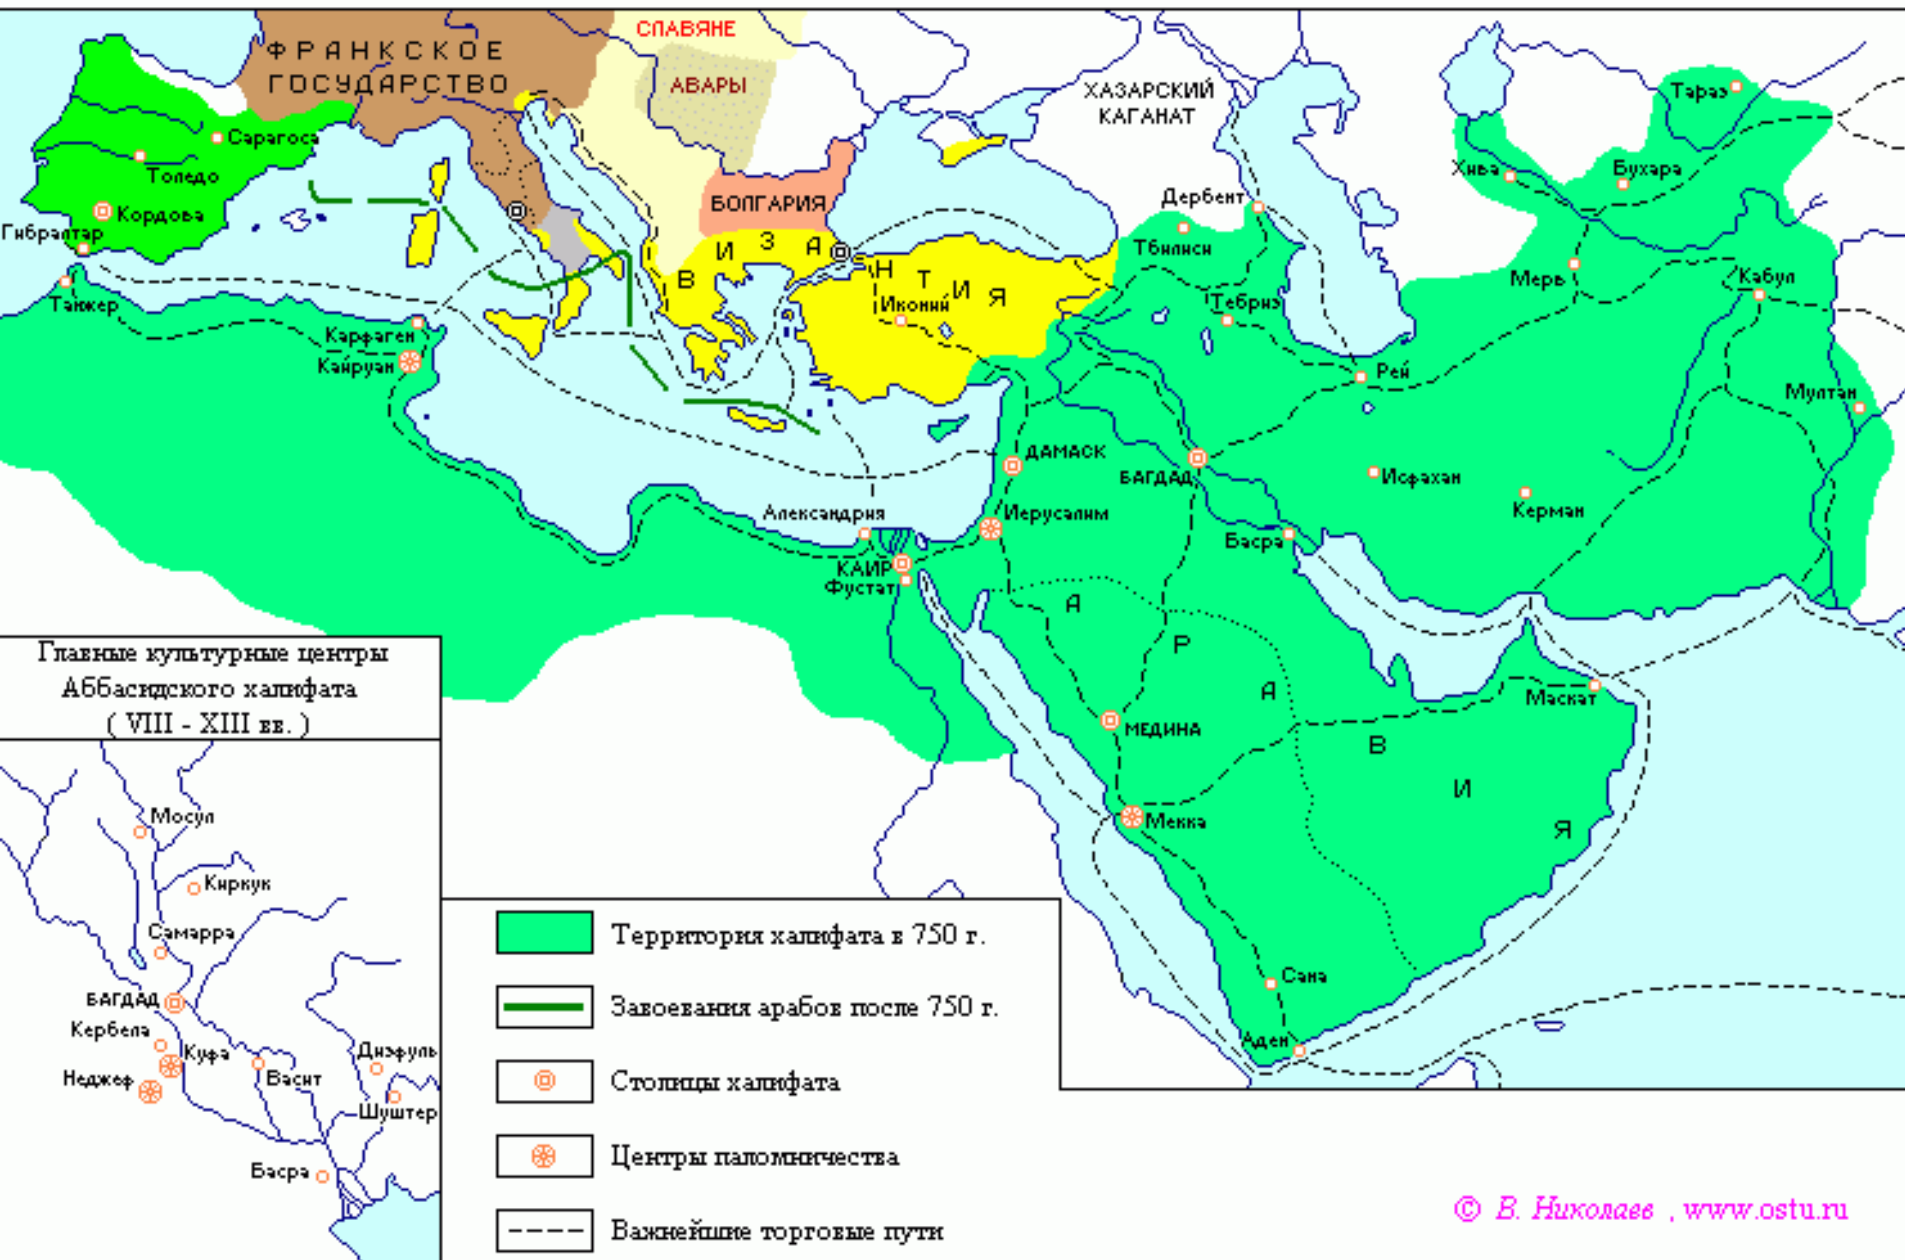 ФРАНКСКОЕ
ГОСУДАРСТВО
СЛАВЯНЕ
АВАРЫ
ХАЗАРСКИЙ
КАГАНАТ
Тараз
Сарагоса
Толедо
Кордова
Гибралтар
Танжер
БОЛГАРИЯ
ВИЗАНТИЯ
Иконий
Дербент
Тбилиси
Тебриз
Хива
Бухара
Мерв
Кабул
Мултан
Карфаген
Кайруан
Рей
ДАМАСК
БАГДАД
Исфахан
Керман
Александрия
Иерусалим
Басра
КАИР
Фустат
АРАВИЯ
МЕДИНА
Маскат
Мекка
Сана
Аден
Главные культурные центры
Аббасидского халифата
( VIII - XIII вв. )
Мосул
Киркук
Самарра
БАГДАД
Кербела
Куфа
Неджеф
Васит
Дизфуль
Шуштер
Басра
Территория халифата в 750 г.
Завоевания арабов после 750 г.
Столицы халифата
Центры паломничества
Важнейшие торговые пути
© В. Николаев , www.ostu.ru